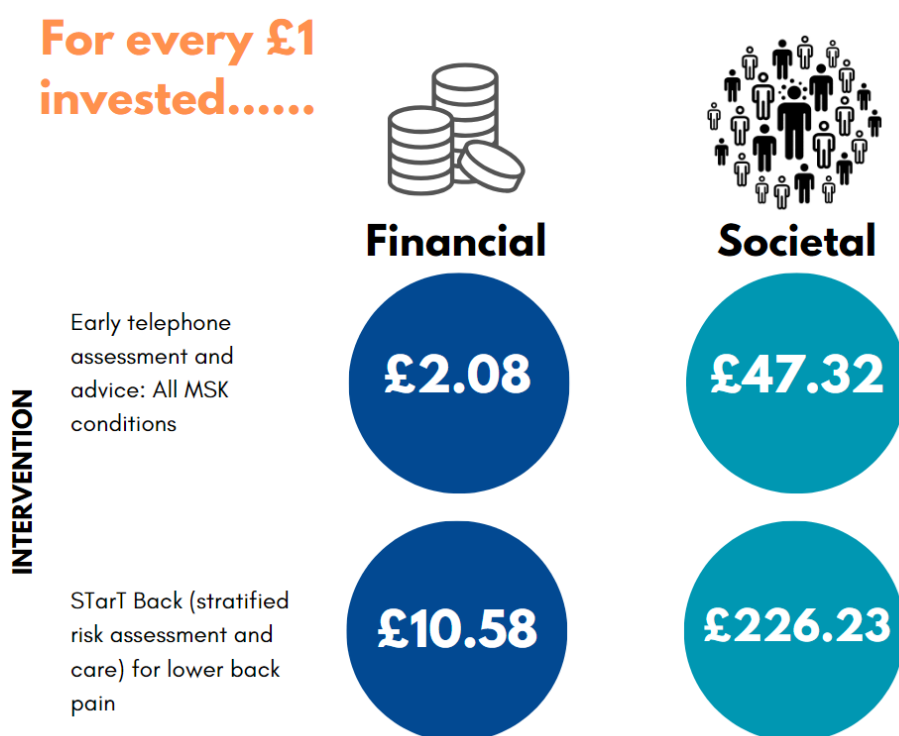 For every £1
invested......
Financial
Societal
INTERVENTION
Early telephone
assessment and
advice: All MSK
conditions
£2.08
£47.32
STarT Back (stratified
risk assessment and
care) for lower back
pain
£10.58
£226.23